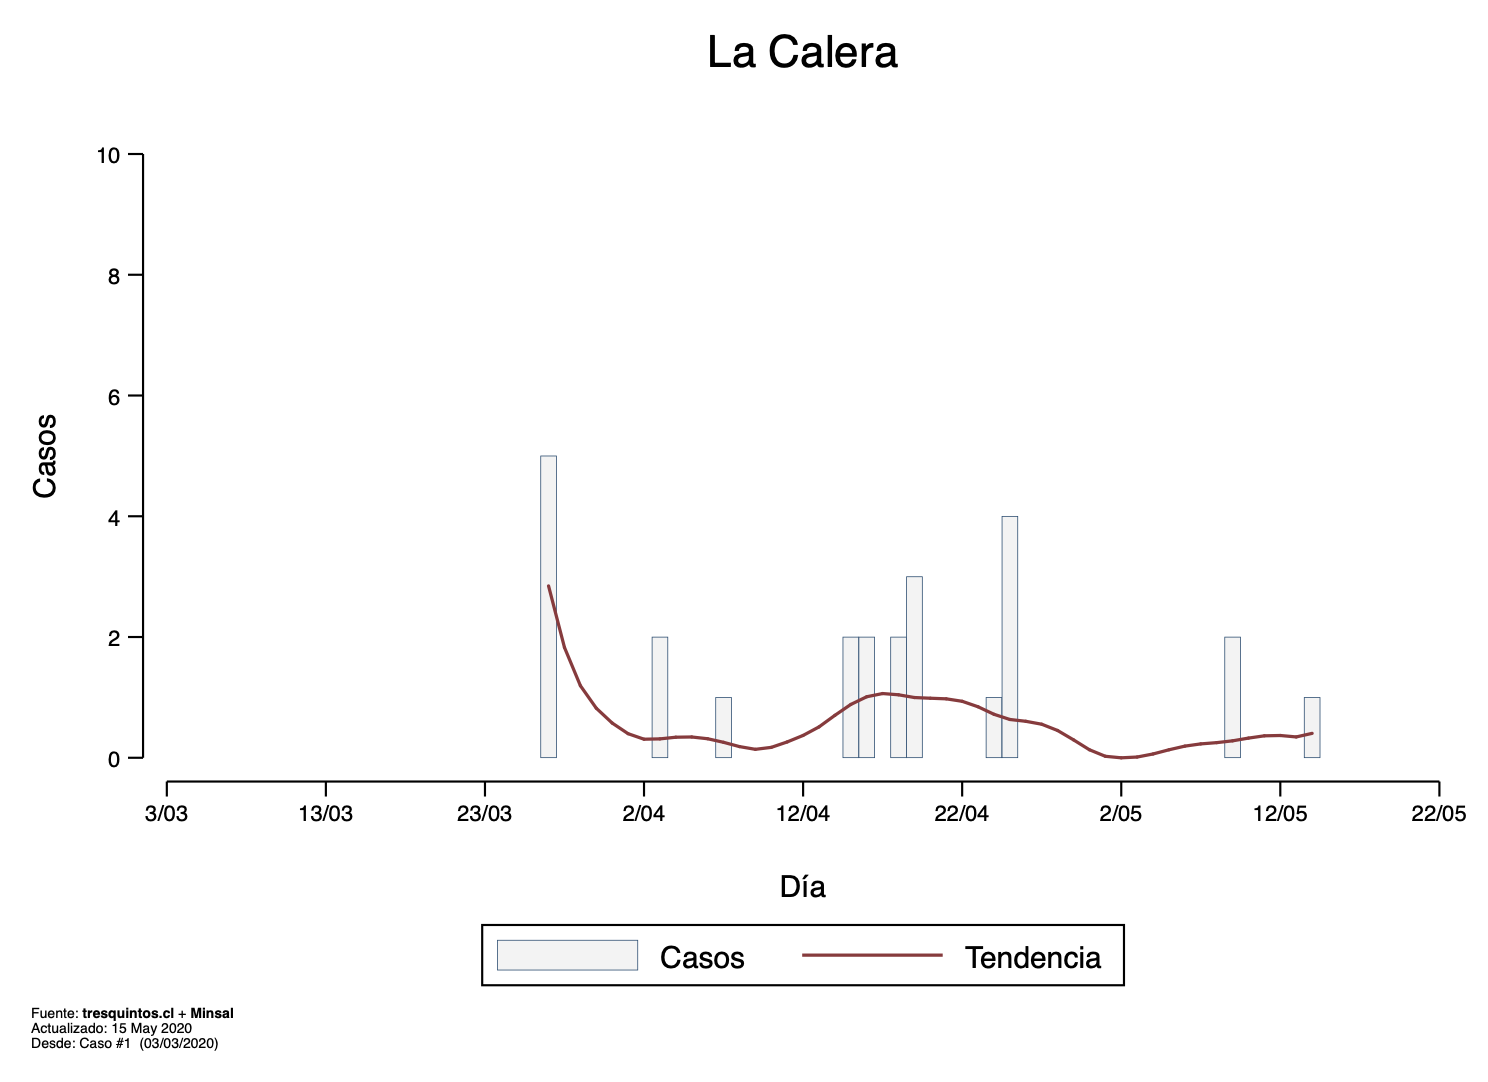 La Calera
10
8
6
4
2
0
Casos
3/03 13/03 23/03 2/04 12/04 22/04 2/05 12/05 22/05
Día
Casos Tendencia
Fuente: tresquintos.cl + Minsal
Actualizado: 15 May 2020
Desde: Caso #1 (03/03/2020)